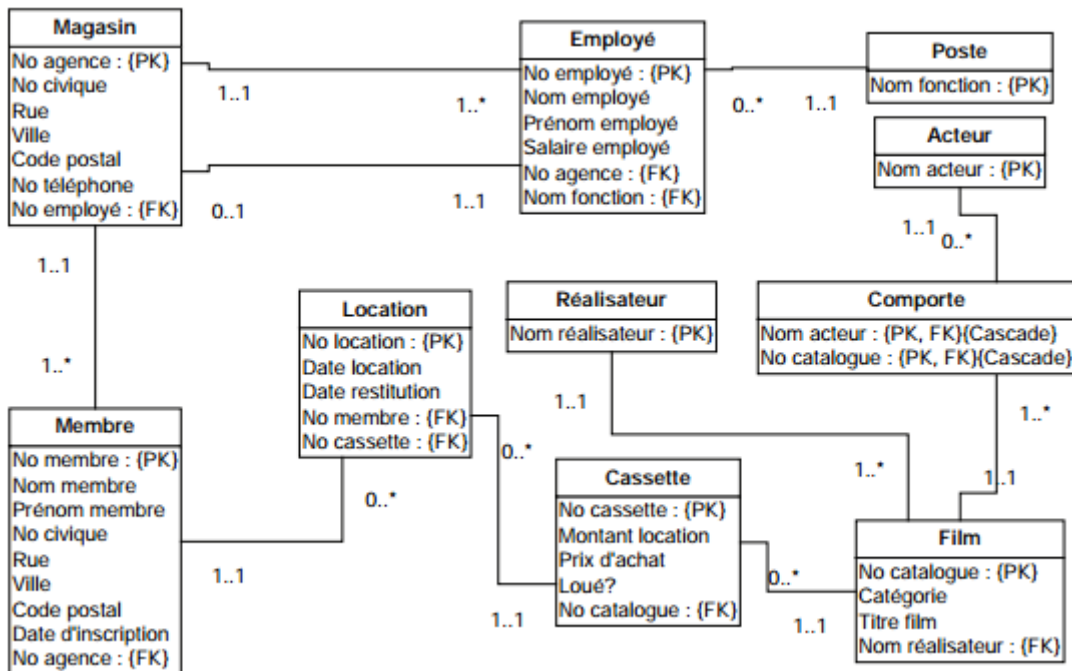 Magasin
No agence : {PK}
No civique
Rue
Ville
Code postal
No téléphone
No employé : {FK}
Employé
No employé : {PK}
Nom employé
Prénom employé
Salaire employé
No agence : {FK}
Nom fonction : {FK}
Poste
Nom fonction : {PK}
1..1
1..*
0..*
1..1
0..1
1..1
Acteur
Nom acteur : {PK}
1..1
0..*
1..1
1..*
Location
No location : {PK}
Date location
Date restitution
No membre : {FK}
No cassette : {FK}
Réalisateur
Nom réalisateur : {PK}
Comporte
Nom acteur : {PK, FK}{Cascade}
No catalogue : {PK, FK}{Cascade}
1..1
1..*
1..*
1..1
Membre
No membre : {PK}
Nom membre
Prénom membre
No civique
Rue
Ville
Code postal
Date d'inscription
No agence : {FK}
1..1
0..*
0..*
1..1
Cassette
No cassette : {PK}
Montant location
Prix d'achat
Loué?
No catalogue : {FK}
0..*
1..1
Film
No catalogue : {PK}
Catégorie
Titre film
Nom réalisateur : {FK}